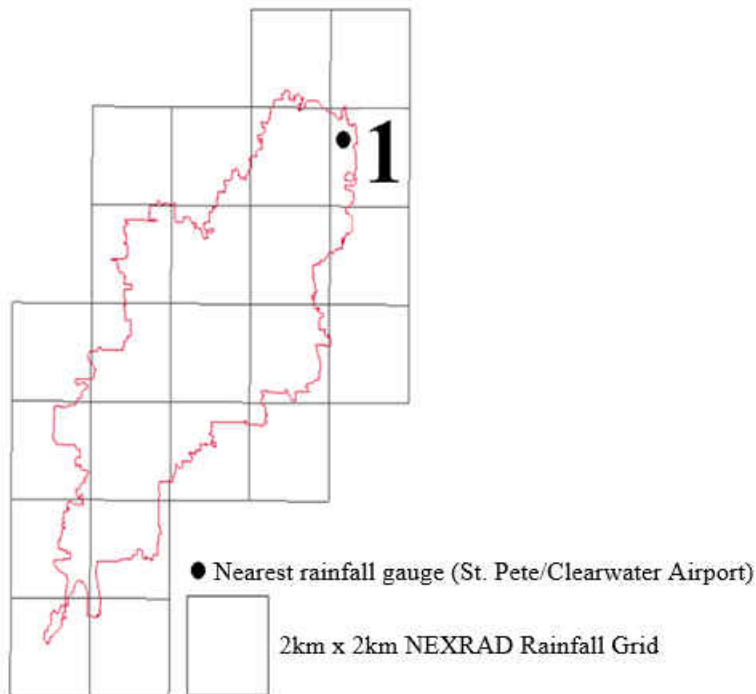 1
Nearest rainfall gauge (St. Pete/Clearwater Airport)
2km x 2km NEXRAD Rainfall Grid